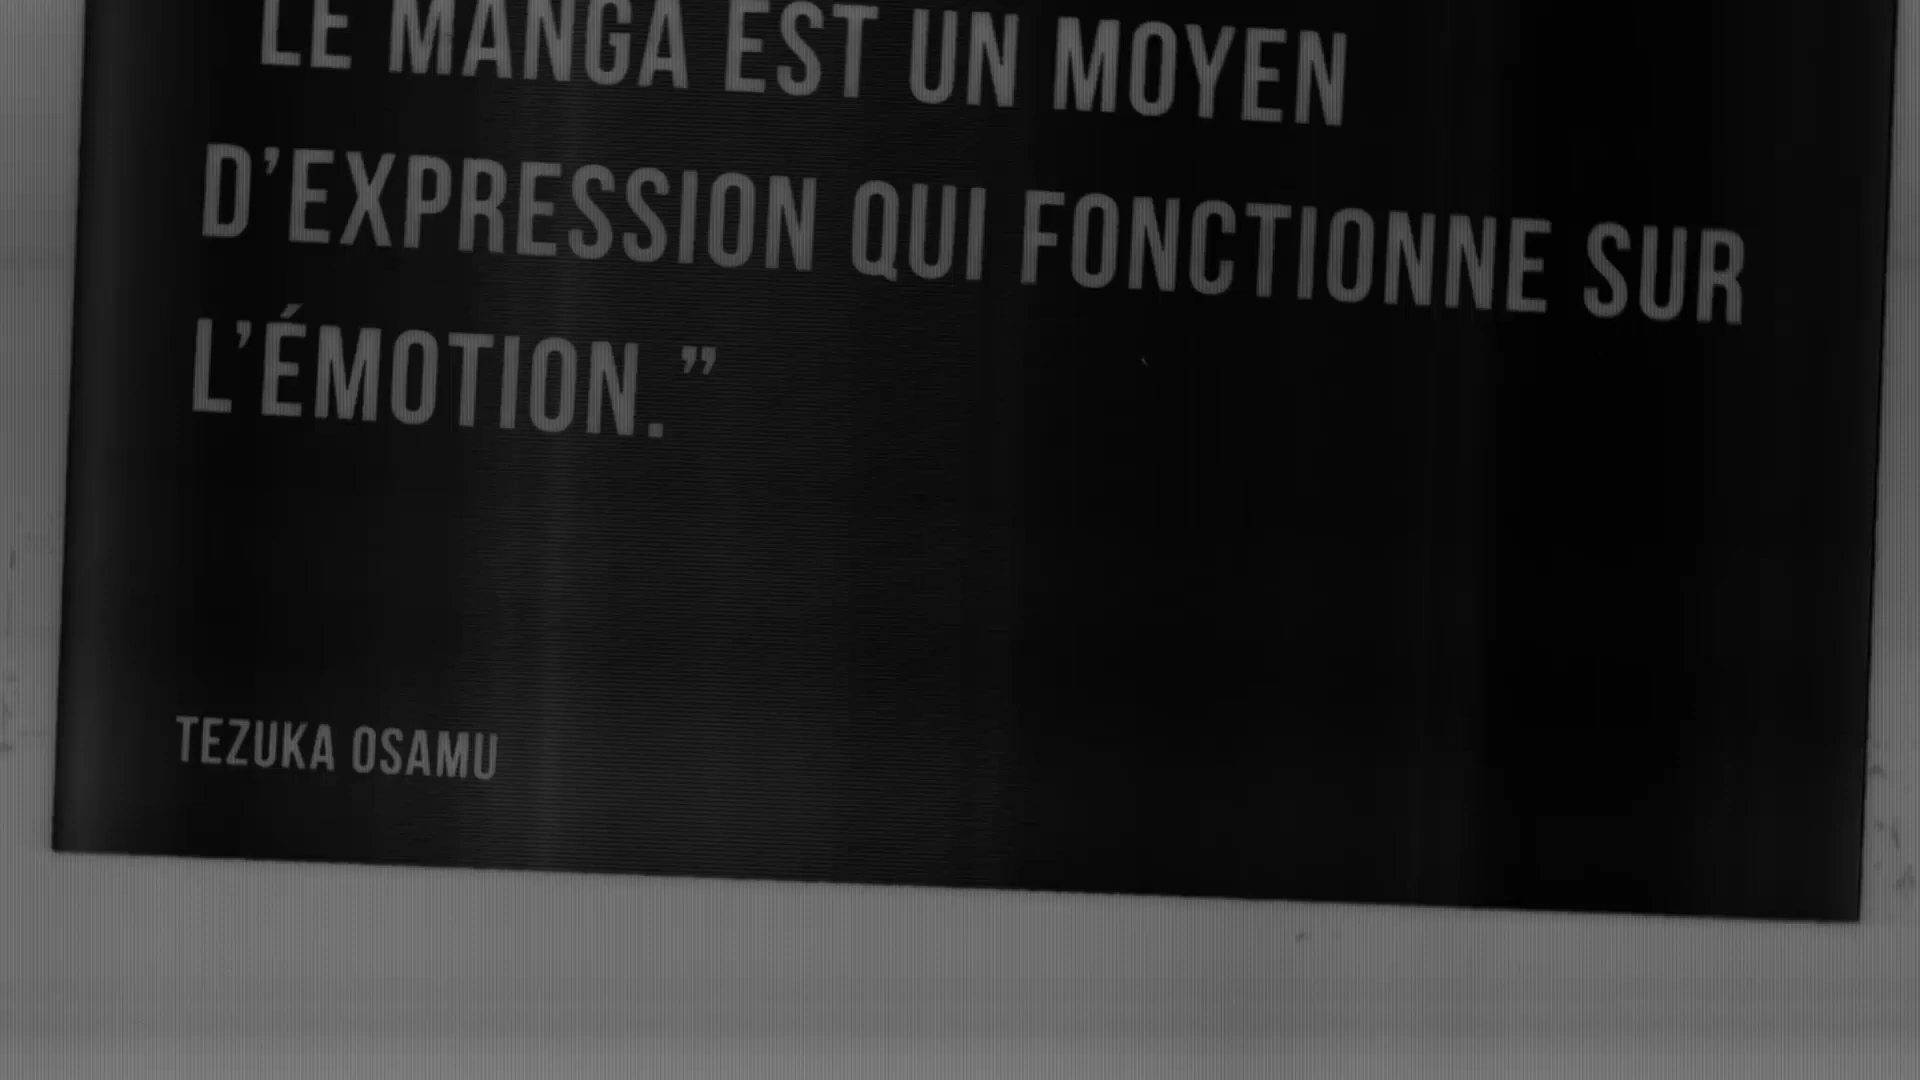 LE MANGA EST UN MOYEN
D’EXPRESSION QUI FONCTIONNE SUR
L’ÉMOTION.”
TEZUKA OSAMU